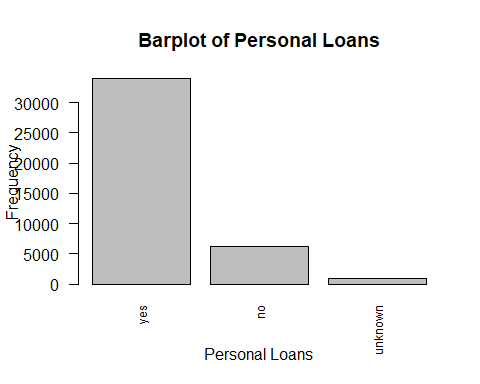 Barplot of Personal Loans
Frequency
30000
25000
20000
15000
10000
5000
0
yes
no
unknown
Personal Loans